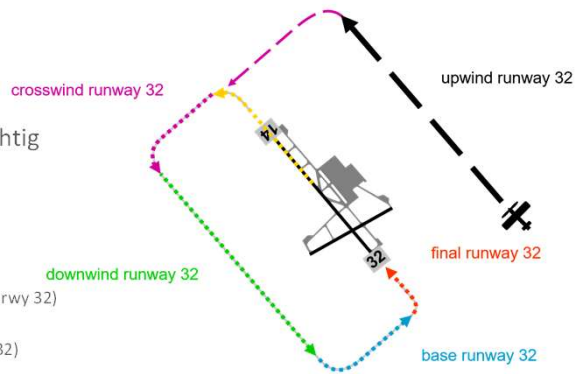 upwind runway 32
crosswind runway 32
14
htig
final runway 32
32
downwind runway 32
rwy 32)
32)
base runway 32